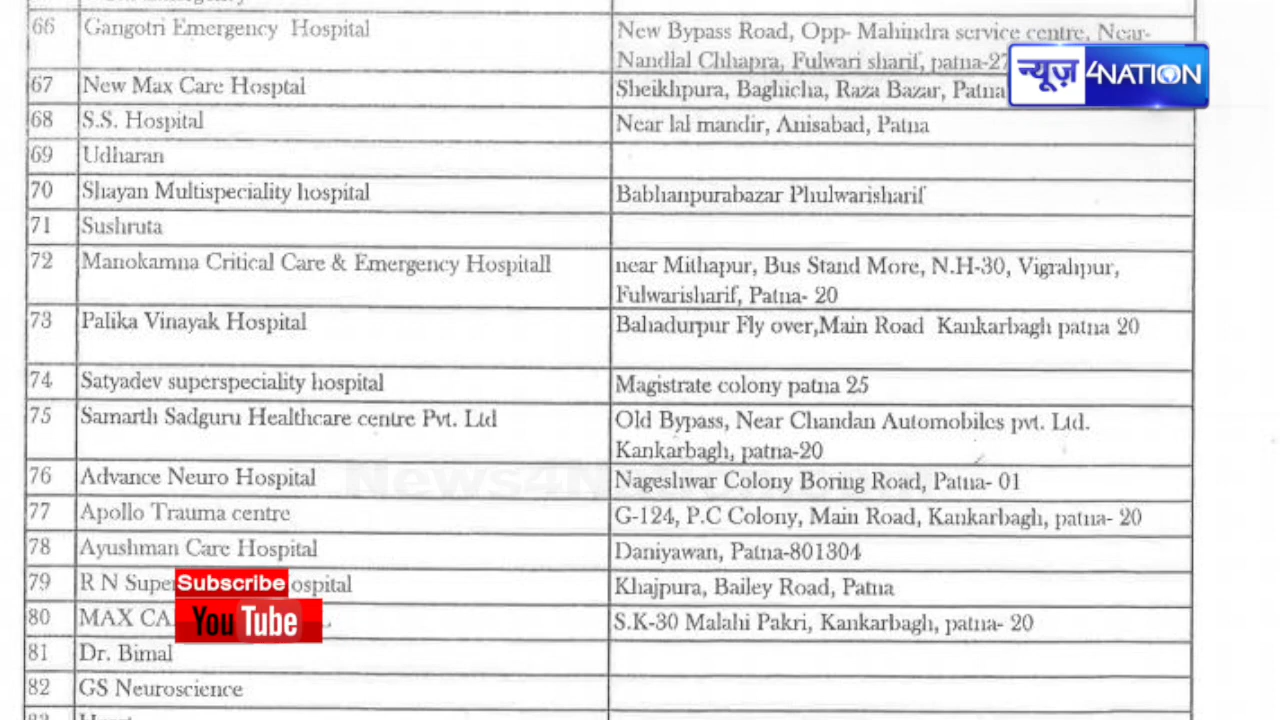 66 Gangotri Emergency Hospital New Bypass Road, Opp- Mahindra service centre, Near-
Nandlal Chhapra, Fulwari sharif, patna-27
न्यूज़ 4NATION
67 New Max Care Hosptal Sheikhpura, Baghicha, Raza Bazar, Patna
68 S.S. Hospital Near lal mandir, Anisabad, Patna
69 Udharan
70 Shayan Multispeciality hospital Babhanpurabazar Phulwarisharif
71 Sushruta
72 Manokamna Critical Care & Emergency Hospitall near Mithapur, Bus Stand More, N.H-30, Vigrahpur,
Fulwarisharif, Patna- 20
73 Palika Vinayak Hospital Bahadurpur Fly over,Main Road Kankarbagh patna 20
74 Satyadev superspeciality hospital Magistrate colony patna 25
75 Samarth Sadguru Healthcare centre Pvt. Ltd Old Bypass, Near Chandan Automobiles pvt. Ltd.
Kankarbagh, patna-20
76 Advance Neuro Hospital Nageshwar Colony Boring Road, Patna- 01
77 Apollo Trauma centre G-124, P.C Colony, Main Road, Kankarbagh, patna- 20
78 Ayushman Care Hospital Daniyawan, Patna-801304
79 R N Supe Subscribe ospital Khajpura, Bailey Road, Patna
80 MAX CA YouTube L S.K-30 Malahi Pakri, Kankarbagh, patna- 20
81 Dr. Bimal
82 GS Neuroscience